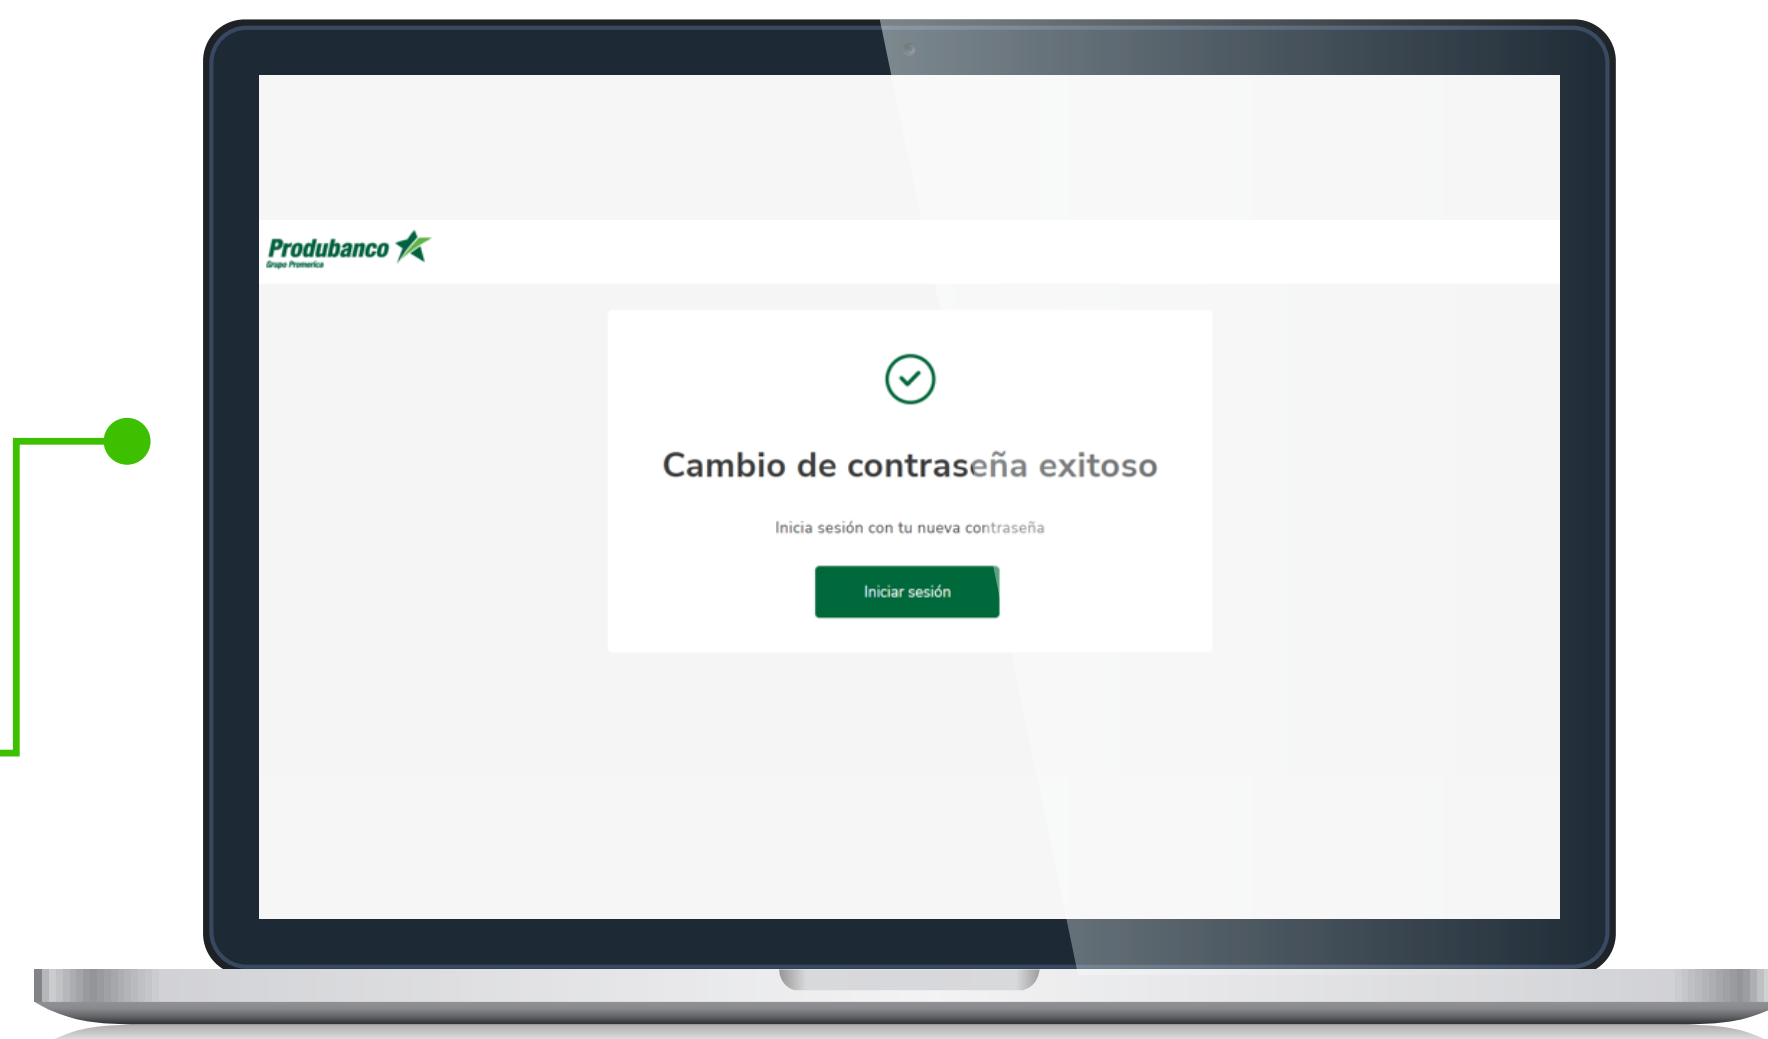 Produbanco
Grupo Promerica
Cambio de contraseña exitoso
Inicia sesión con tu nueva contraseña
Iniciar sesión